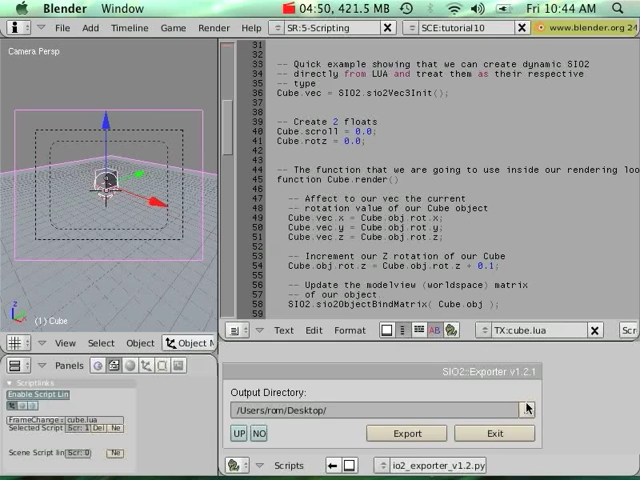 Blender Window 04:50, 421.5 MB Fri 10:44 AM
File Add Timeline Game Render Help SR:5-Scripting SCE:tutorial10 www.blender.org 24
Camera Persp
(1) Cube
View Select Object Object M
Panels
Scriptlinks
Enable Script Lin
FrameChange: cube.lua
Selected Script Scr: 1 Del Ne
Scene Script lin Scr: 0 Ne
31
32
33 -- Quick example showing that we can create dynamic SIO2
34 -- directly from LUA and treat them as their respective
35 -- type
36 Cube.vec = SIO2.sio2Vec3Init();
37
38
39 -- Create 2 floats
40 Cube.scroll = 0.0;
41 Cube.rotz = 0.0;
42
43
44 -- The function that we are going to use inside our rendering loo
45 function Cube.render()
46
47 -- Affect to our vec the current
48 -- rotation value of our Cube object
49 Cube.vec.x = Cube.obj.rot.x;
50 Cube.vec.y = Cube.obj.rot.y;
51 Cube.vec.z = Cube.obj.rot.z;
52
53 -- Increment our Z rotation of our Cube
54 Cube.obj.rot.z = Cube.obj.rot.z + 0.1;
55
56 -- Update the modelview (worldspace) matrix
57 -- of our object.
58 SIO2.sio2ObjectBindMatrix( Cube.obj );
59
Text Edit Format AB TX:cube.lua Scr
SIO2::Exporter v1.2.1
Output Directory:
/Users/rom/Desktop/
UP NO Export Exit
Scripts io2_exporter_v1.2.py